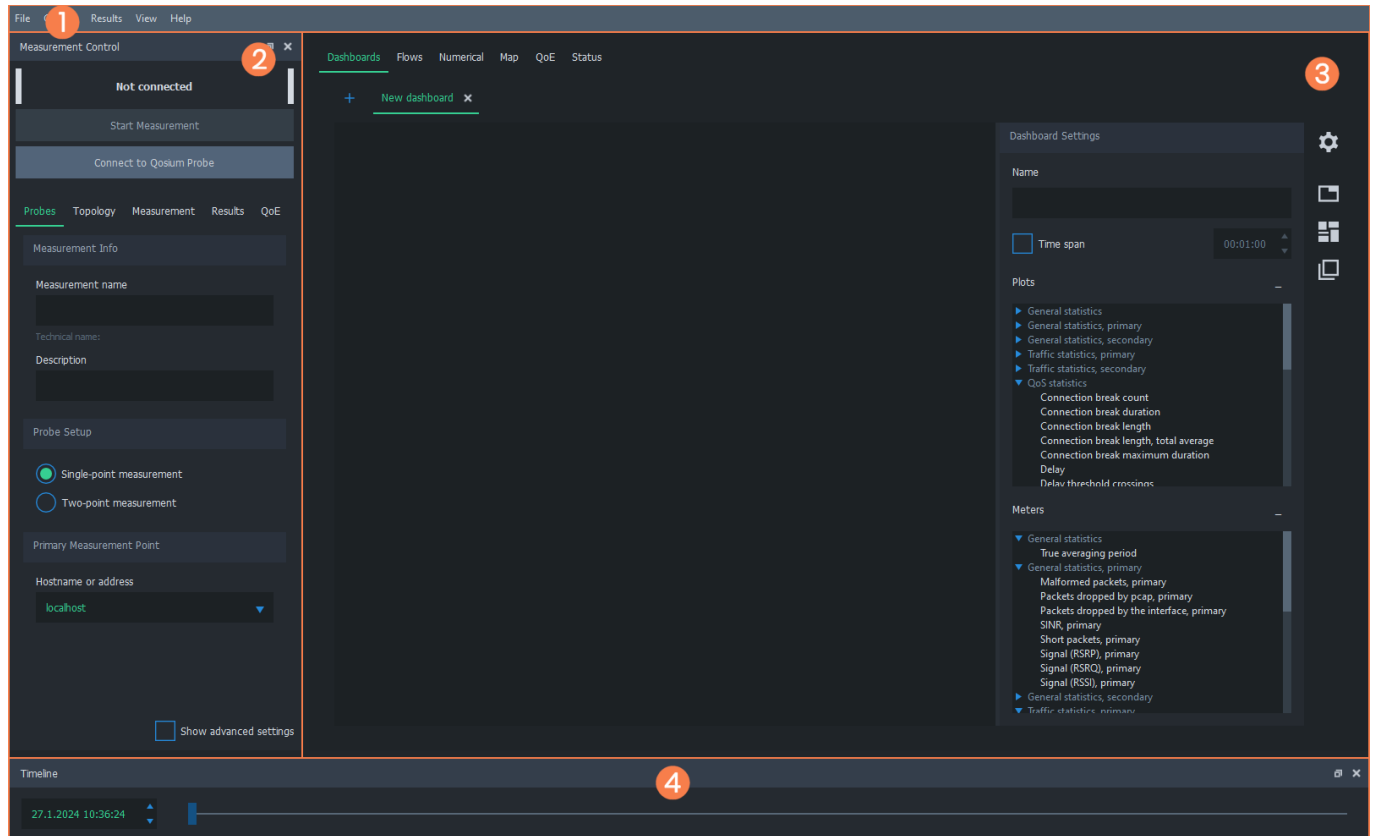 File Results View Help
1
Measurement Control
2
Not connected
Start Measurement
Connect to Qosium Probe
Probes Topology Measurement Results QoE
Measurement Info
Measurement name
Technical name:
Description
Probe Setup
Single-point measurement
Two-point measurement
Primary Measurement Point
Hostname or address
localhost
Show advanced settings
Dashboards Flows Numerical Map QoE Status
3
+ New dashboard
Dashboard Settings
Name
Time span 00:01:00
Plots
General statistics
General statistics, primary
General statistics, secondary
Traffic statistics, primary
Traffic statistics, secondary
QoS statistics
Connection break count
Connection break duration
Connection break length
Connection break length, total average
Connection break maximum duration
Delay
Delay threshold crossings
Meters
General statistics
True averaging period
General statistics, primary
Malformed packets, primary
Packets dropped by pcap, primary
Packets dropped by the interface, primary
SINR, primary
Short packets, primary
Signal (RSRP), primary
Signal (RSRQ), primary
Signal (RSSI), primary
General statistics, secondary
Traffic statistics, primary
Timeline
4
27.1.2024 10:36:24